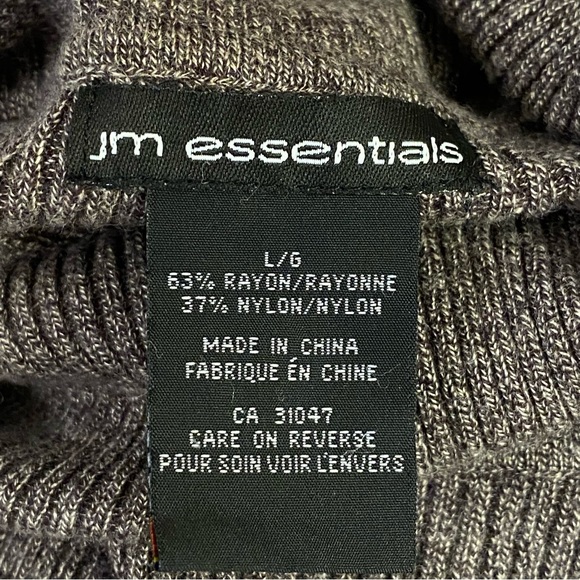 jm essentials
L/G
63% RAYON/RAYONNE
37% NYLON/NYLON
MADE IN CHINA
FABRIQUE ÉN CHINE
CA 31047
CARE ON REVERSE
POUR SOIN VOIR L'ENVERS